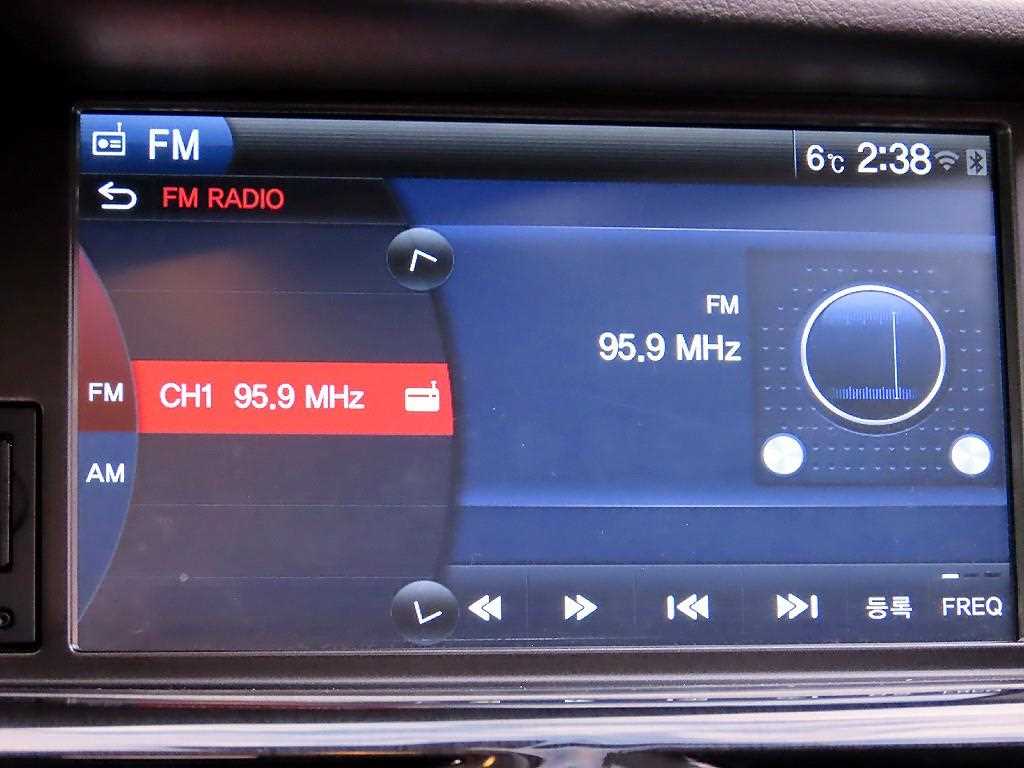 FM
6°C 2:38
FM RADIO
FM
95.9 MHz
FM
CH1 95.9 MHz
AM
등록
FREQ